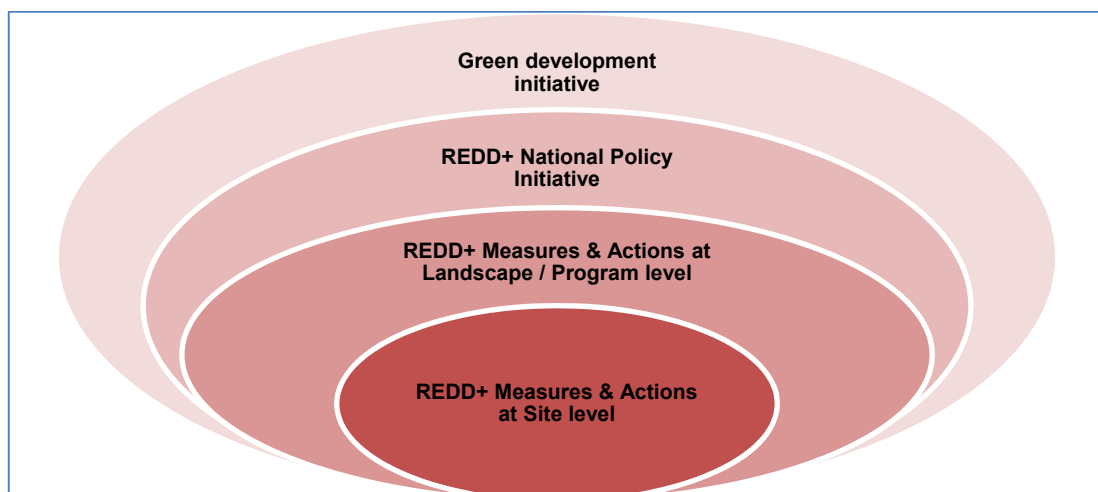 Green development
initiative
REDD+ National Policy
Initiative
REDD+ Measures & Actions at
Landscape / Program level
REDD+ Measures & Actions
at Site level